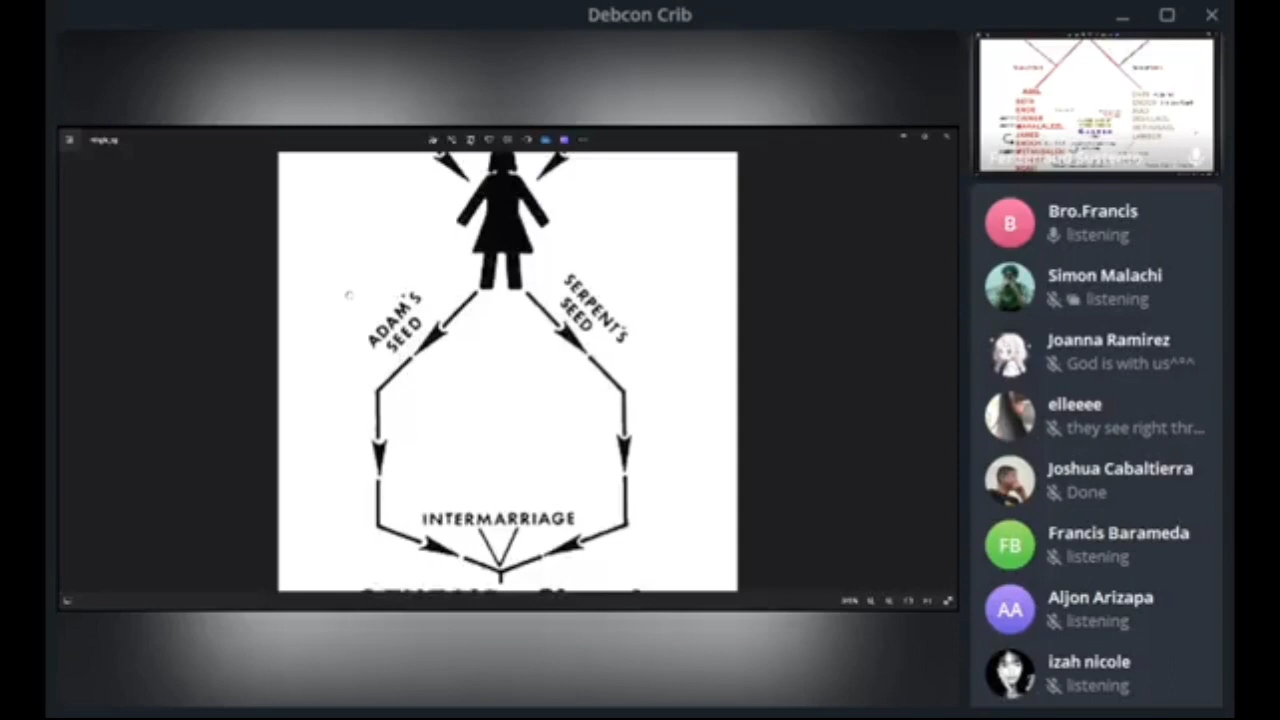 Debcon Crib
ADAM'S
SEED
SERPENT'S
SEED
INTERMARRIAGE
Bro.Francis
listening
Simon Malachi
listening
Joanna Ramirez
God is with us^°^
elleeee
they see right thr...
Joshua Cabaltierra
Done
FB
Francis Barameda
listening
AA
Aljon Arizapa
listening
izah nicole
listening
B